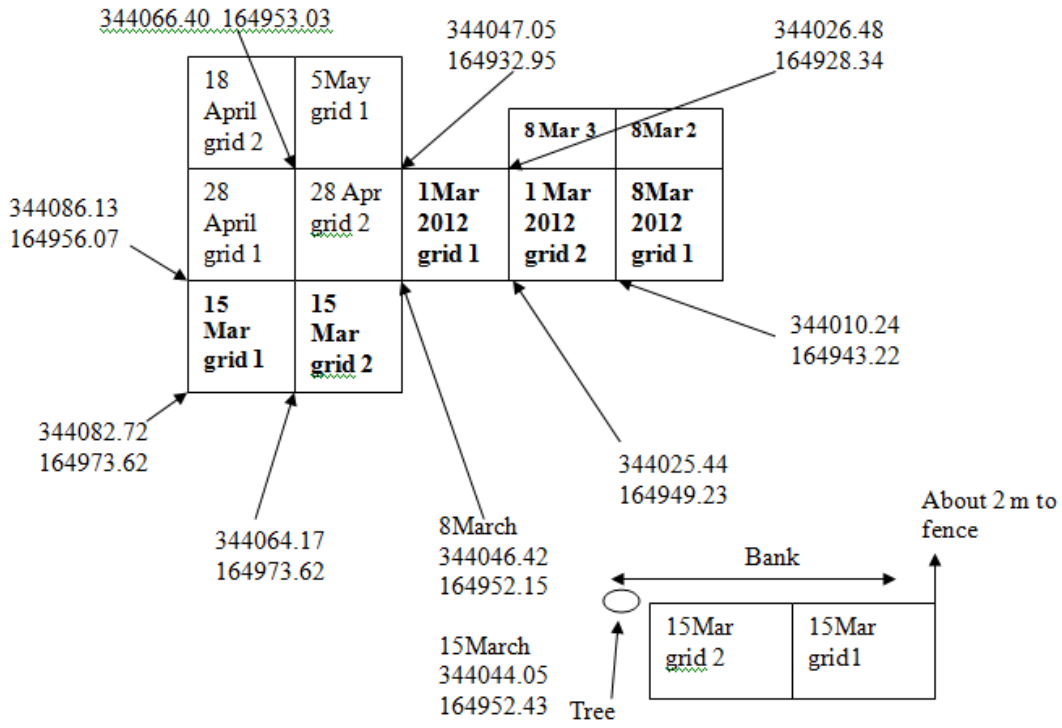 344066.40  164953.03
344047.05
164932.95
344026.48
164928.34
18
April
grid 2
5May
grid 1
8 Mar 3
8Mar 2
28
April
grid 1
28 Apr
grid 2
1Mar
2012
grid 1
1 Mar
2012
grid 2
8Mar
2012
grid 1
344086.13
164956.07
15
Mar
grid 1
15
Mar
grid 2
344010.24
164943.22
344082.72
164973.62
344025.44
164949.23
344064.17
164973.62
8March
344046.42
164952.15
15March
344044.05
164952.43
About 2 m to
fence
Bank
15Mar
grid 2
15Mar
grid1
Tree